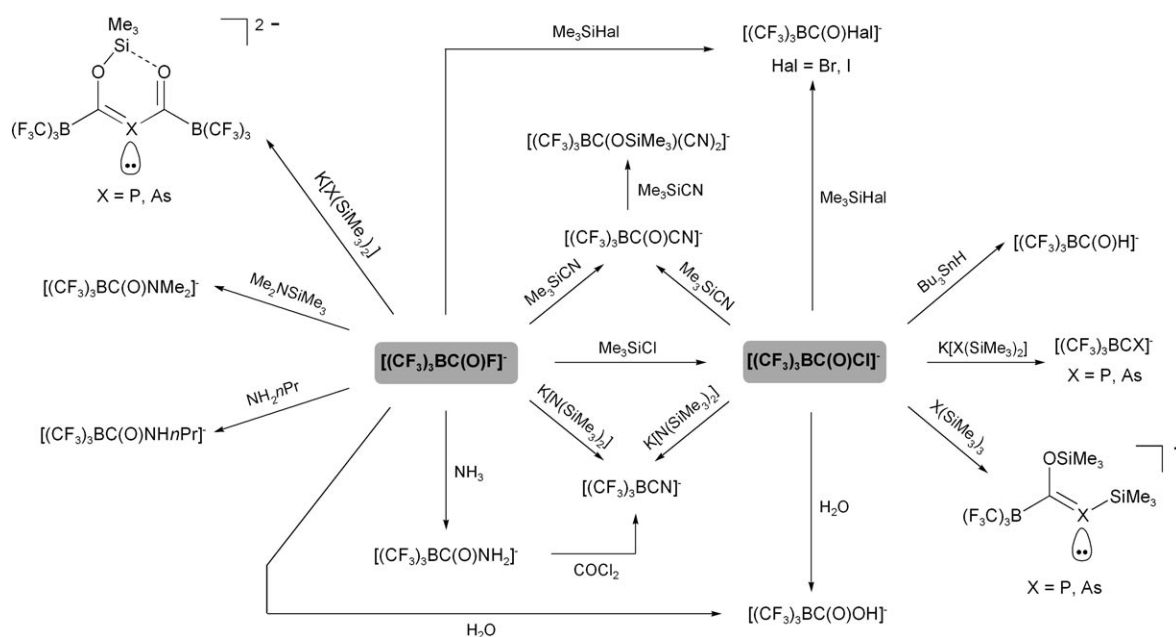 Me₃
Si
O
O
(F₃C)₃B
X
B(CF₃)₃
X = P, As
2 –
Me₃SiHal
[(CF₃)₃BC(O)Hal]⁻
Hal = Br, I
[(CF₃)₃BC(OSiMe₃)(CN)₂]⁻
Me₃SiCN
Me₃SiHal
K[X(SiMe₃)₂]
[(CF₃)₃BC(O)CN]⁻
[(CF₃)₃BC(O)H]⁻
Bu₃SnH
Me₃SiCN
Me₃SiCN
[(CF₃)₃BC(O)NMe₂]⁻
Me₂NSiMe₃
[(CF₃)₃BC(O)F]⁻
Me₃SiCl
[(CF₃)₃BC(O)Cl]⁻
K[X(SiMe₃)₂]
[(CF₃)₃BCX]⁻
X = P, As
NH₂nPr
[(CF₃)₃BC(O)NHnPr]⁻
K[N(SiMe₃)₂]
K[N(SiMe₃)₂]
X(SiMe₃)₃
NH₃
[(CF₃)₃BCN]⁻
H₂O
OSiMe₃
SiMe₃
(F₃C)₃B
X
–
X = P, As
[(CF₃)₃BC(O)NH₂]⁻
COCl₂
H₂O
[(CF₃)₃BC(O)OH]⁻